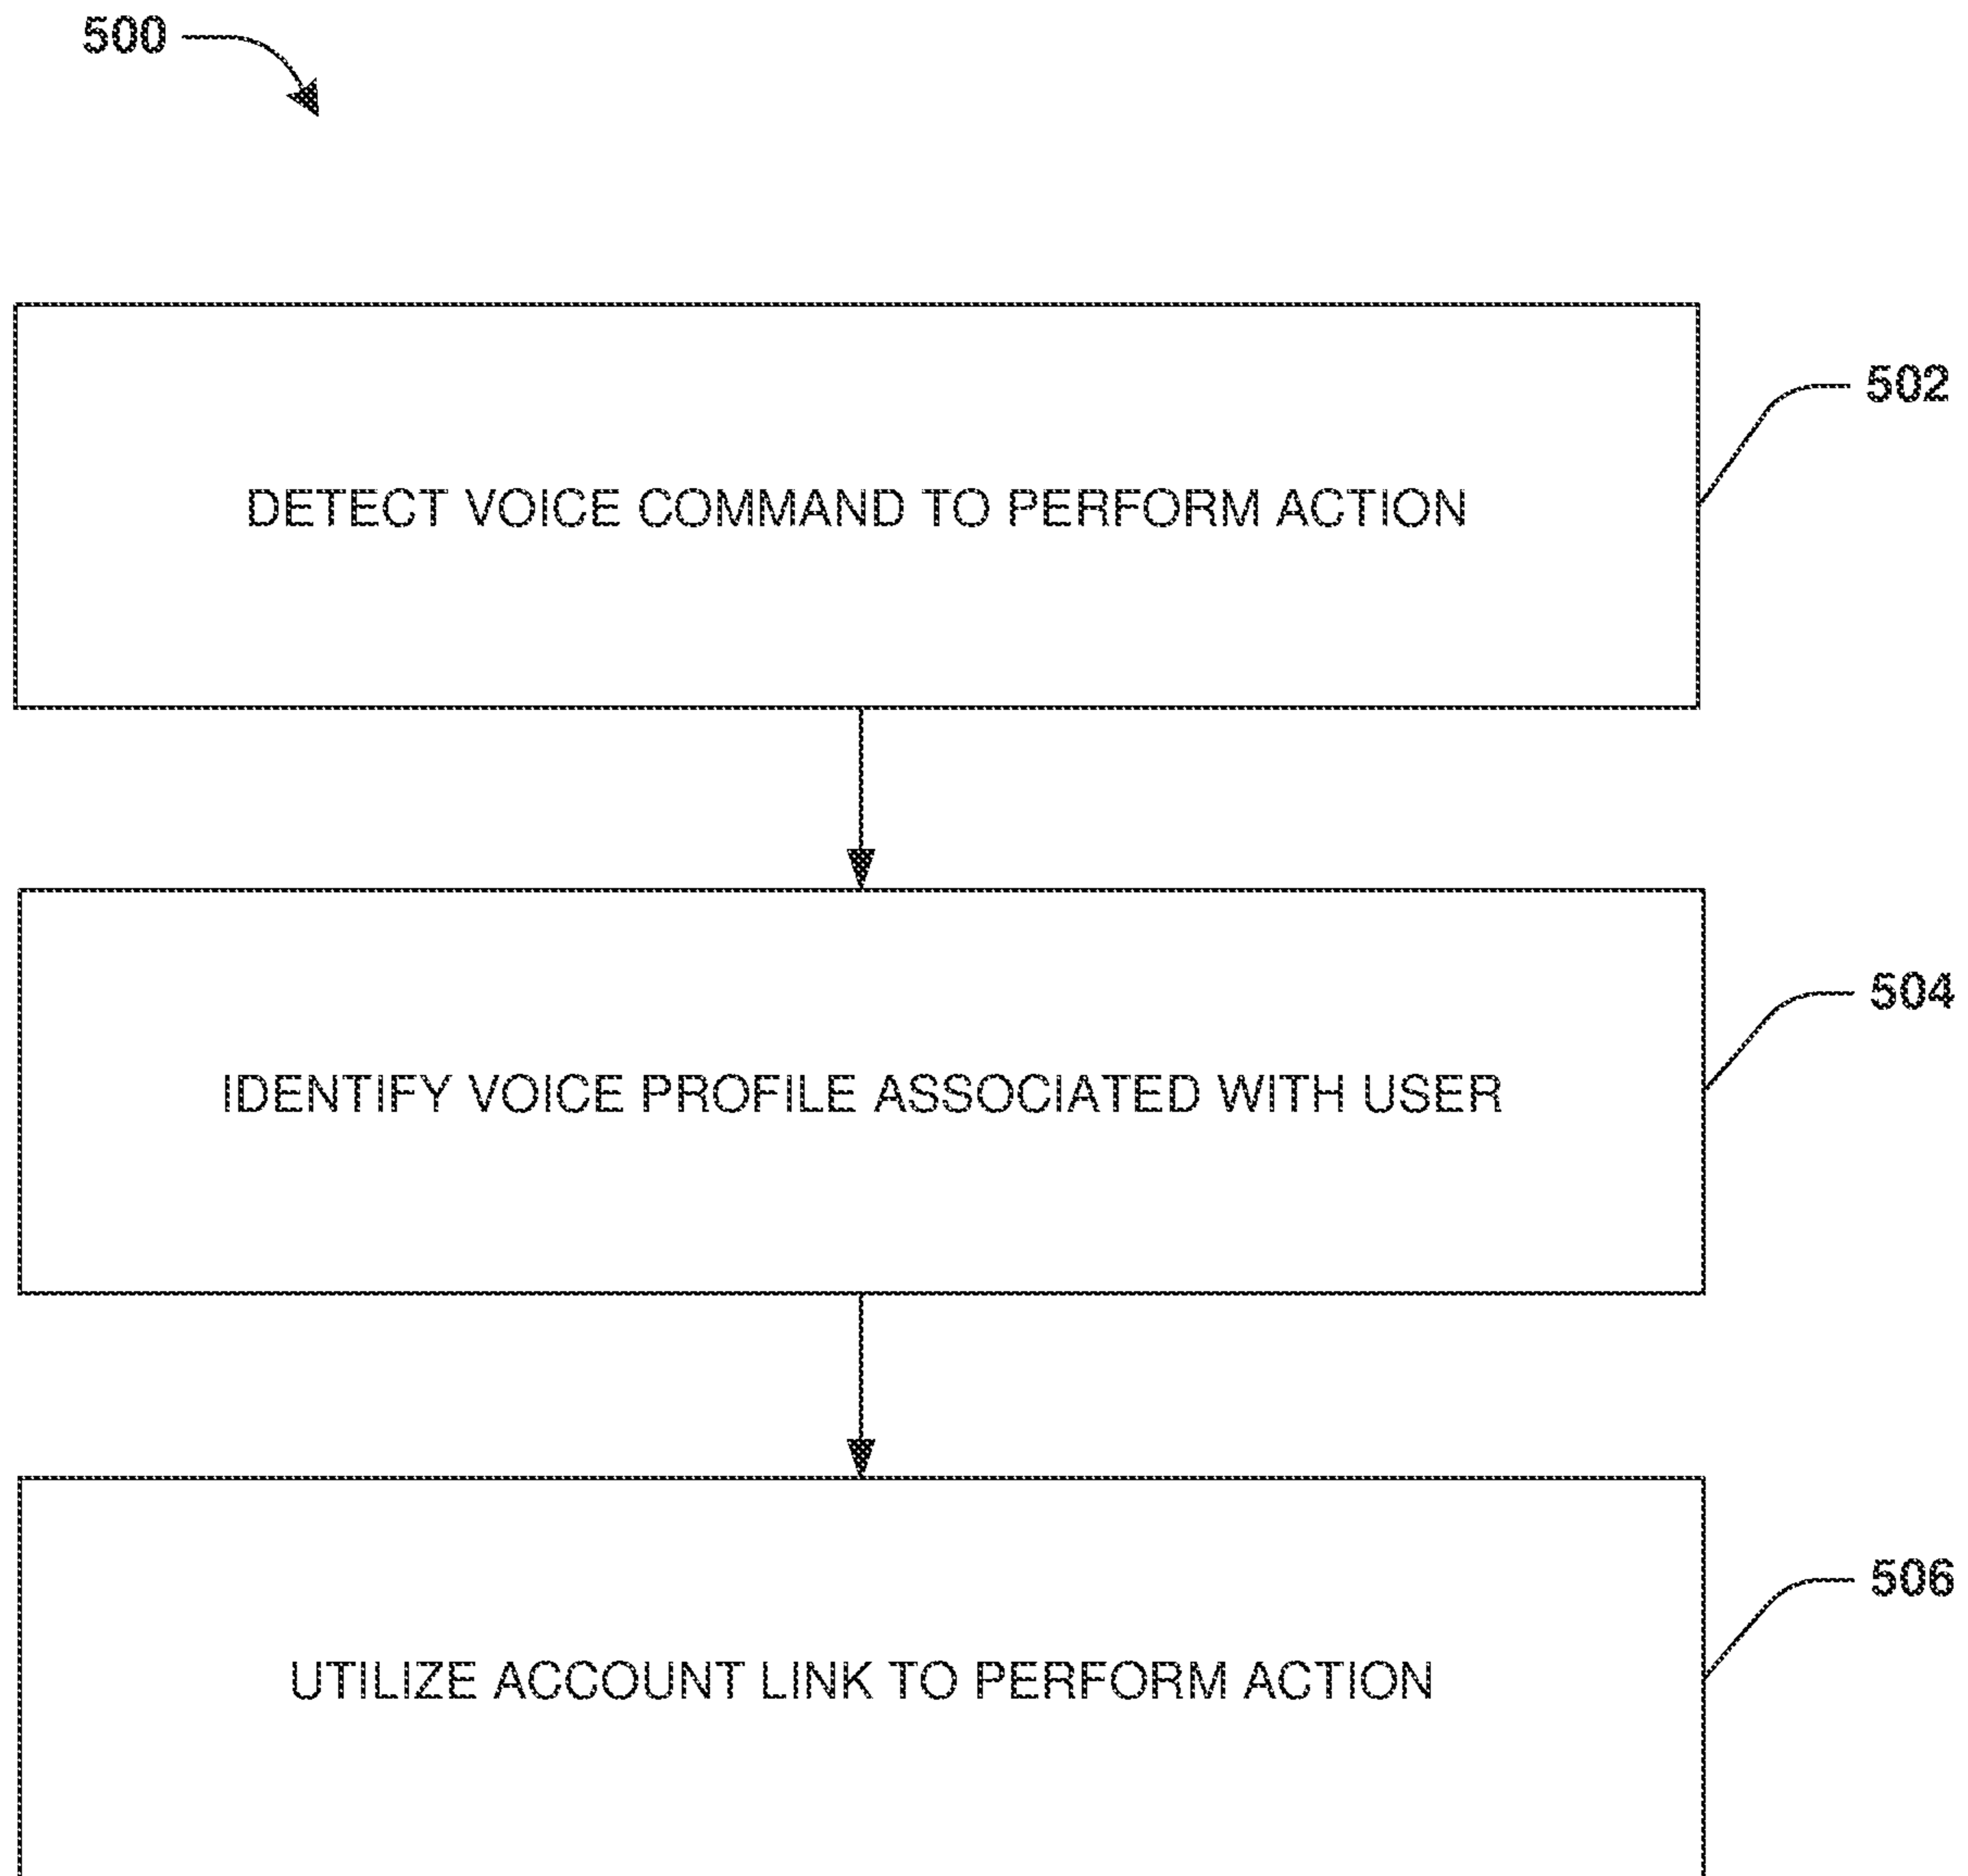 500
DETECT VOICE COMMAND TO PERFORM ACTION
502
IDENTIFY VOICE PROFILE ASSOCIATED WITH USER
504
UTILIZE ACCOUNT LINK TO PERFORM ACTION
506